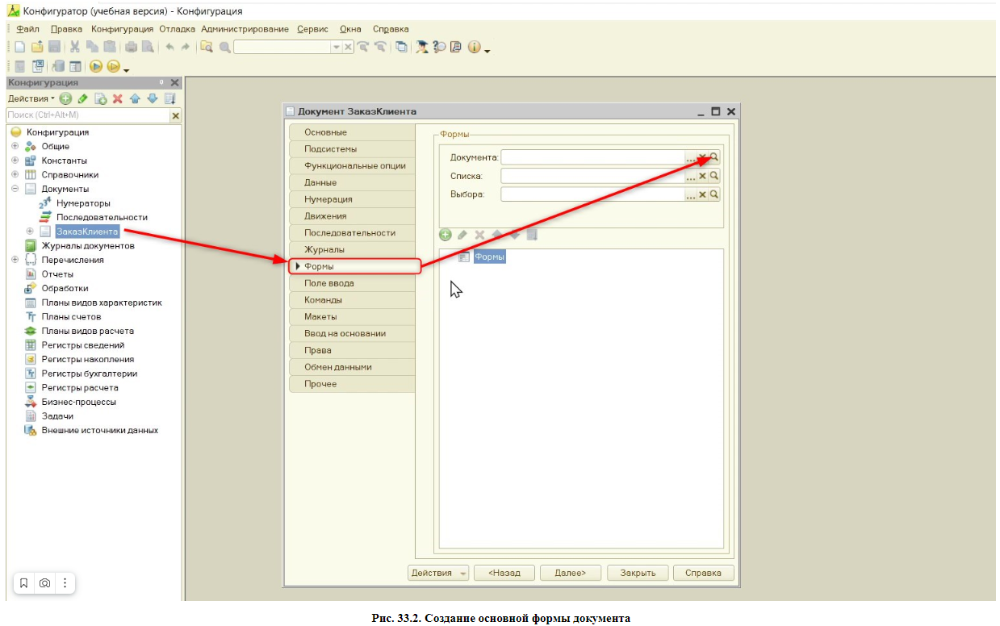 Конфигуратор (учебная версия) - Конфигурация
Файл Правка Конфигурация Отладка Администрирование Сервис Окна Справка
Конфигурация
Действия
Поиск (Ctrl+Alt+M)
Конфигурация
Общие
Константы
Справочники
Документы
Нумераторы
Последовательности
ЗаказКлиента
Журналы документов
Перечисления
Отчеты
Обработки
Планы видов характеристик
Планы счетов
Планы видов расчета
Регистры сведений
Регистры накопления
Регистры бухгалтерии
Регистры расчета
Бизнес-процессы
Задачи
Внешние источники данных
Документ ЗаказКлиента
Основные
Подсистемы
Функциональные опции
Данные
Нумерация
Движения
Последовательности
Журналы
Формы
Поле ввода
Команды
Макеты
Ввод на основании
Права
Обмен данными
Прочее
Формы
Документа:
Списка:
Выбора:
Формы
Действия <Назад Далее> Закрыть Справка
Рис. 33.2. Создание основной формы документа